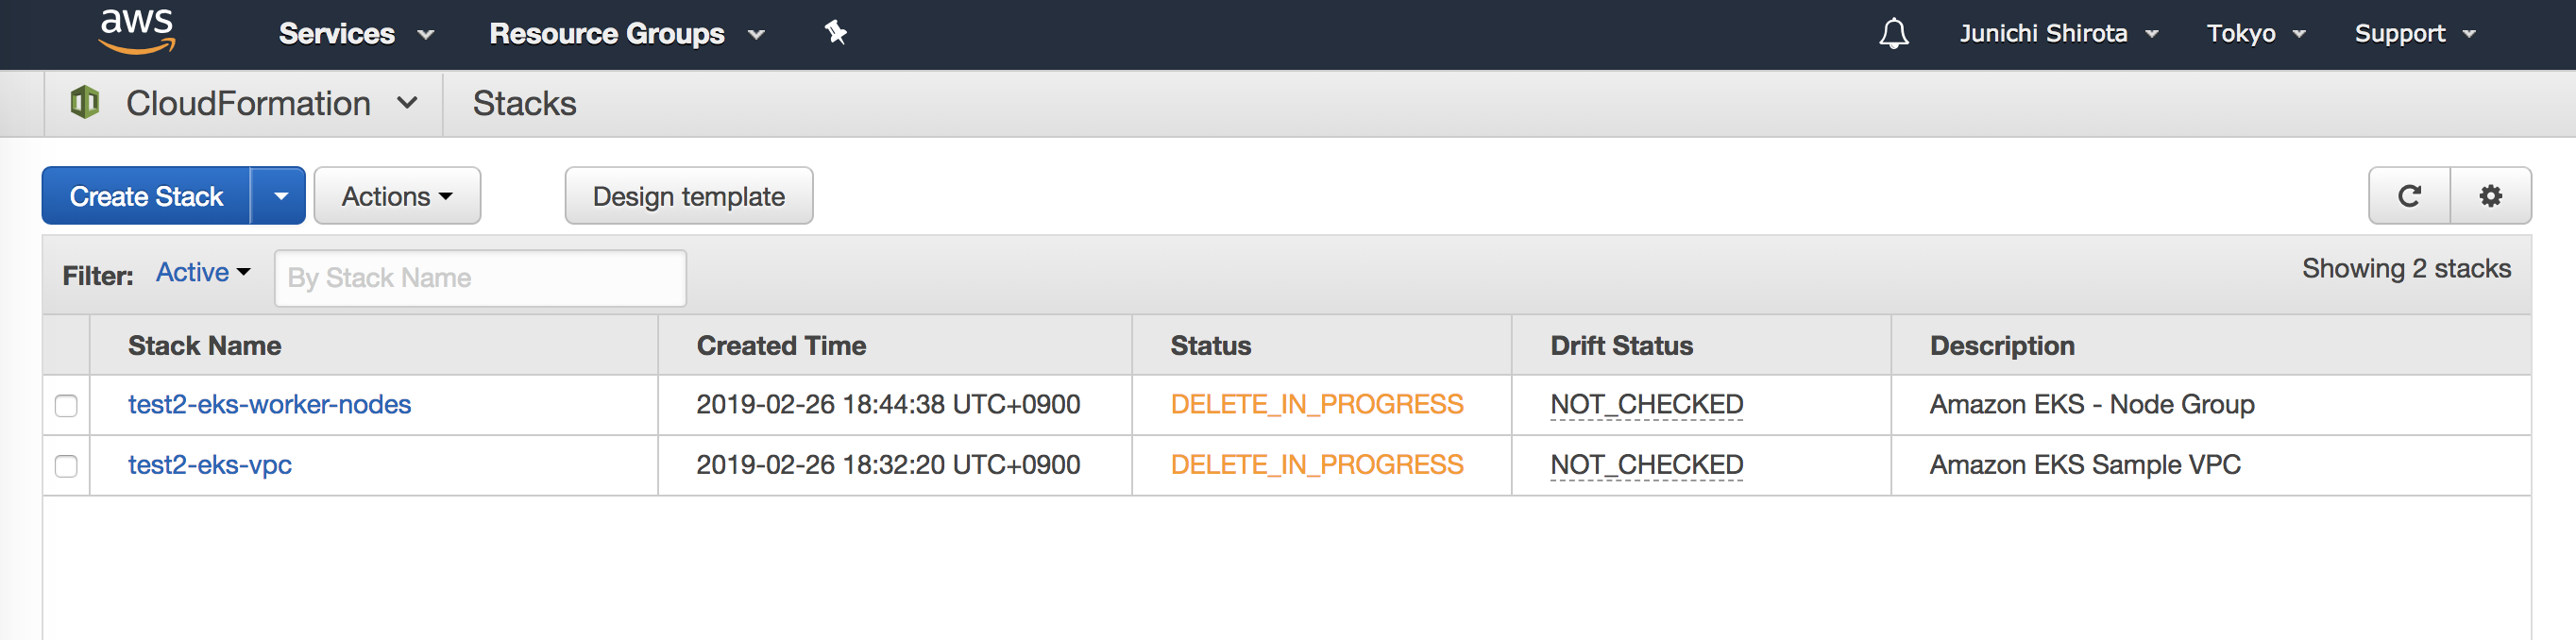 aws Services Resource Groups Junichi Shirota Tokyo Support
CloudFormation Stacks
Create Stack Actions Design template
Filter: Active By Stack Name Showing 2 stacks
Stack Name Created Time Status Drift Status Description
test2-eks-worker-nodes 2019-02-26 18:44:38 UTC+0900 DELETE_IN_PROGRESS NOT_CHECKED Amazon EKS - Node Group
test2-eks-vpc 2019-02-26 18:32:20 UTC+0900 DELETE_IN_PROGRESS NOT_CHECKED Amazon EKS Sample VPC